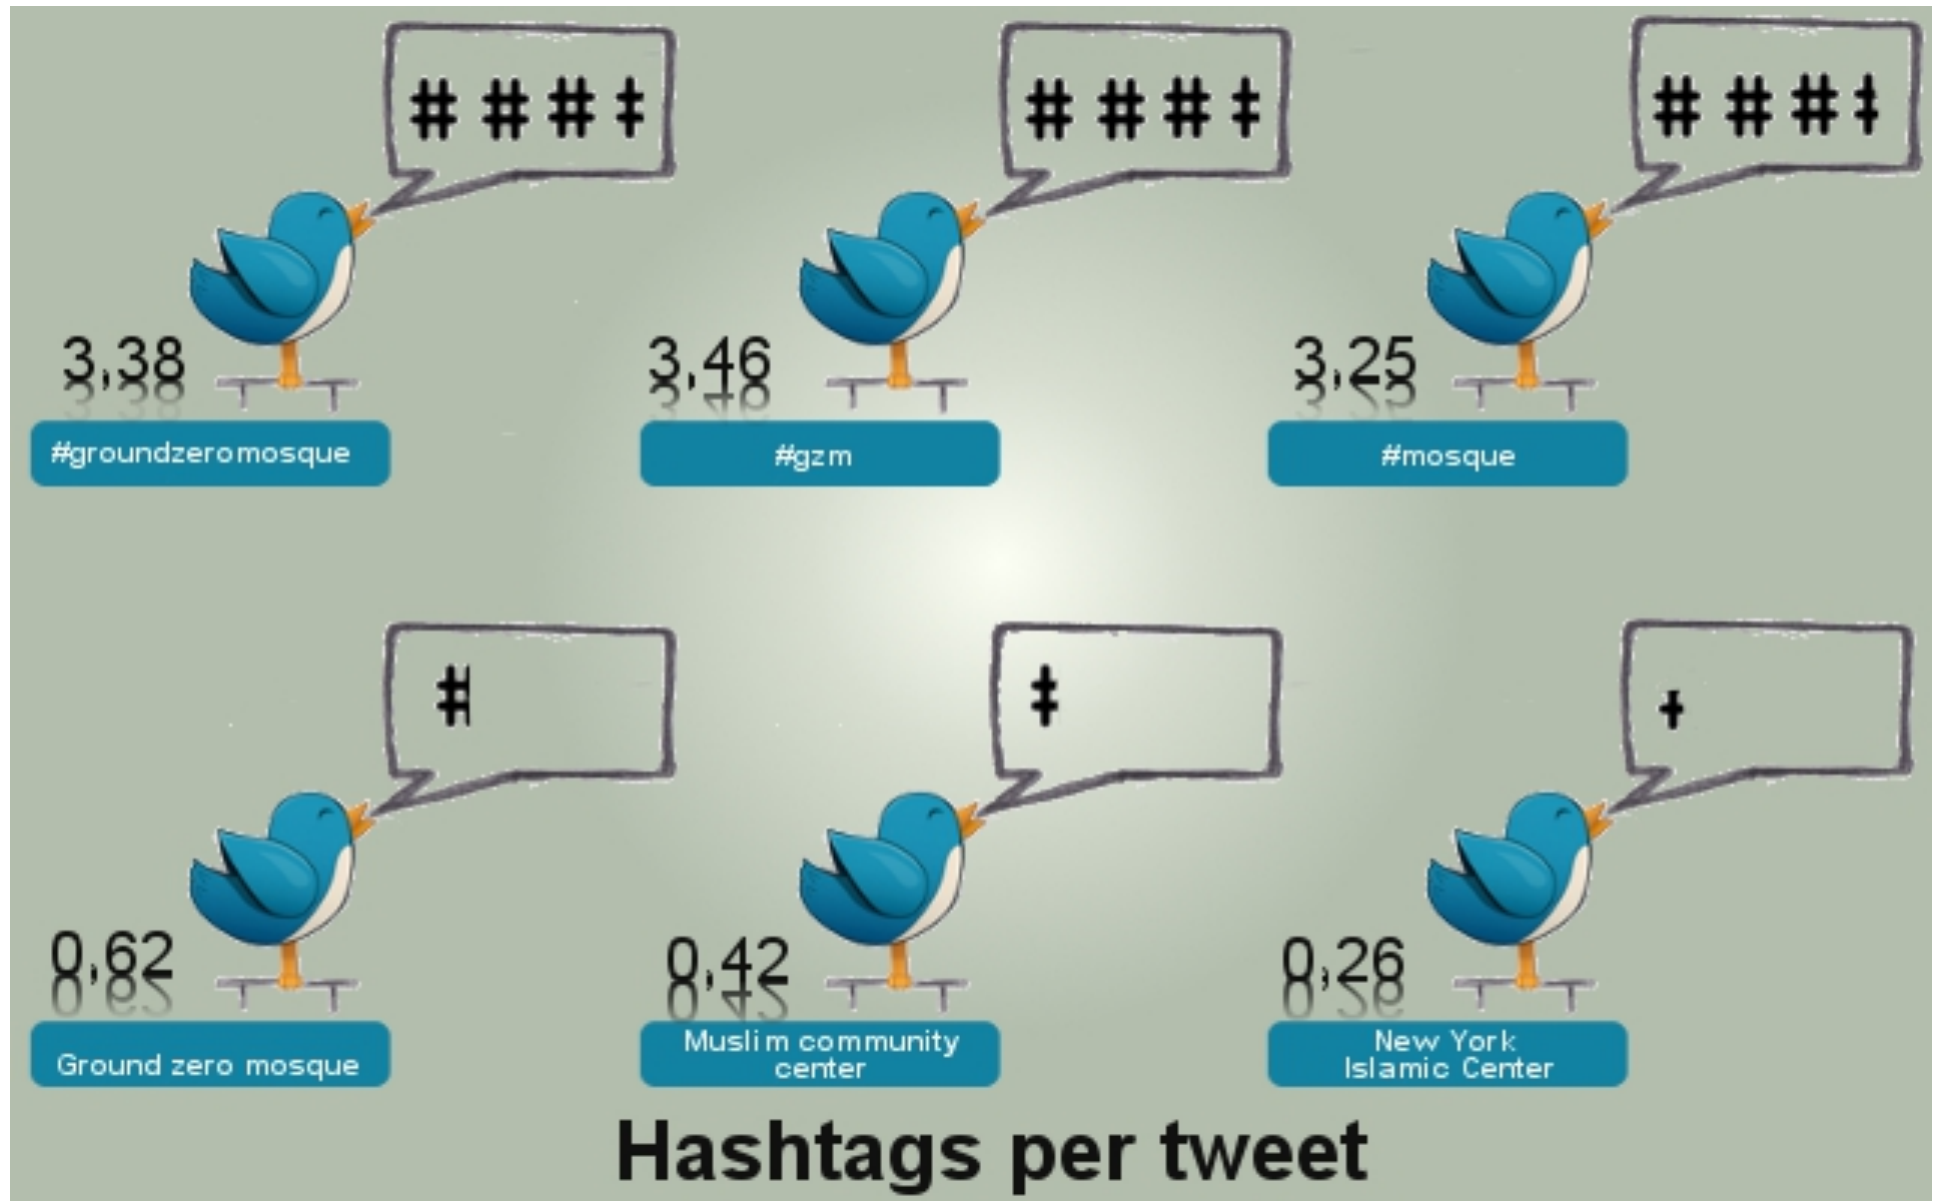 # # # ‡
# # # ‡
# # # ‡
3,38
3,46
3,25
#groundzeromosque
#gzm
#mosque
0,62
0,42
0,26
Ground zero mosque
Muslim community
center
New York
Islamic Center
Hashtags per tweet